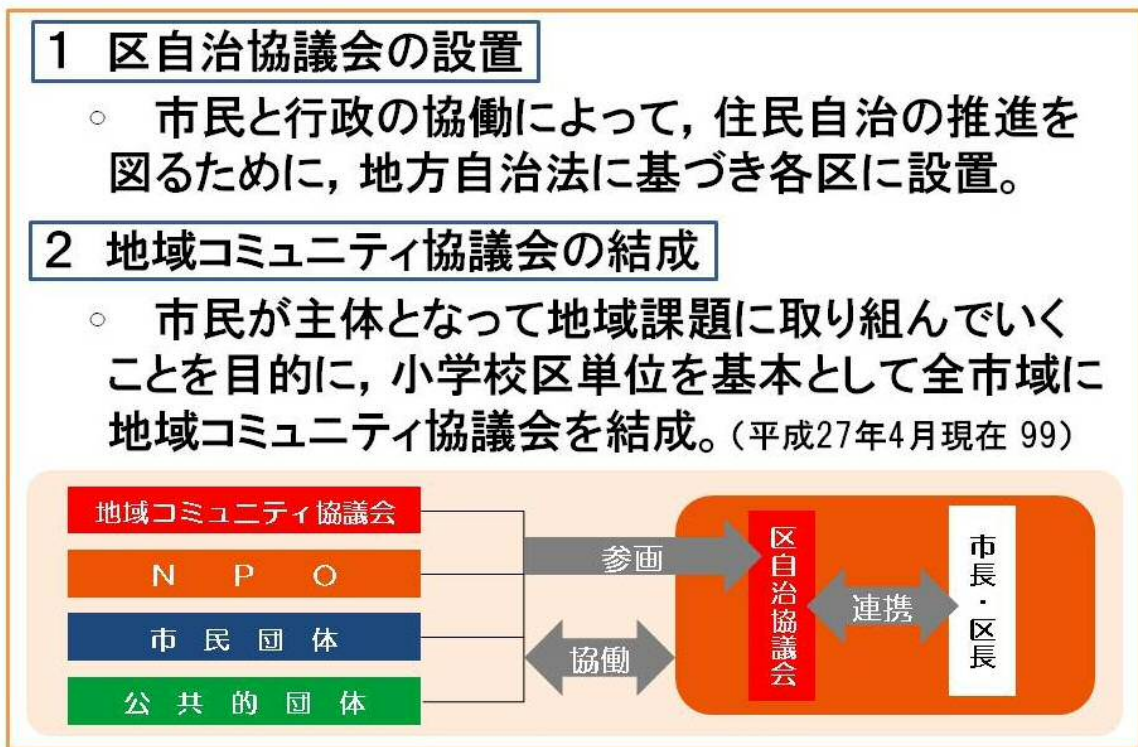 1 区自治協議会の設置
○ 市民と行政の協働によって, 住民自治の推進を
図るために, 地方自治法に基づき各区に設置。
2 地域コミュニティ協議会の結成
○ 市民が主体となって地域課題に取り組んでいく
ことを目的に, 小学校区単位を基本として全市域に
地域コミュニティ協議会を結成。(平成27年4月現在 99)
地域コミュニティ協議会
N P O
市 民 団 体
公 共 的 団 体
参画
協働
区自治協議会
連携
市長・区長